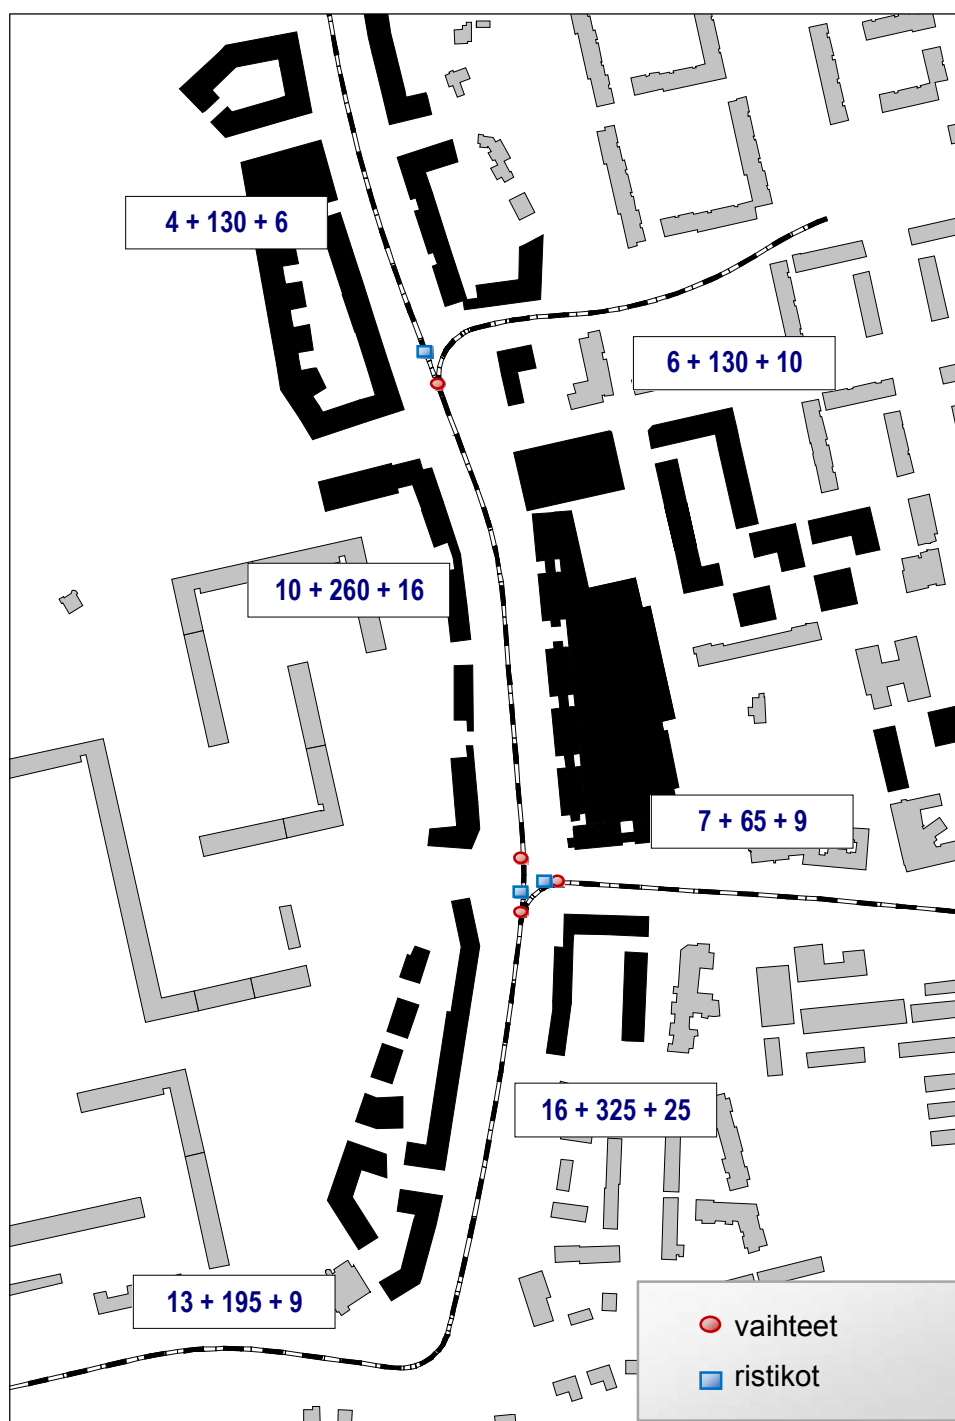 4 + 130 + 6
6 + 130 + 10
10 + 260 + 16
7 + 65 + 9
16 + 325 + 25
13 + 195 + 9
vaihteet
ristikot